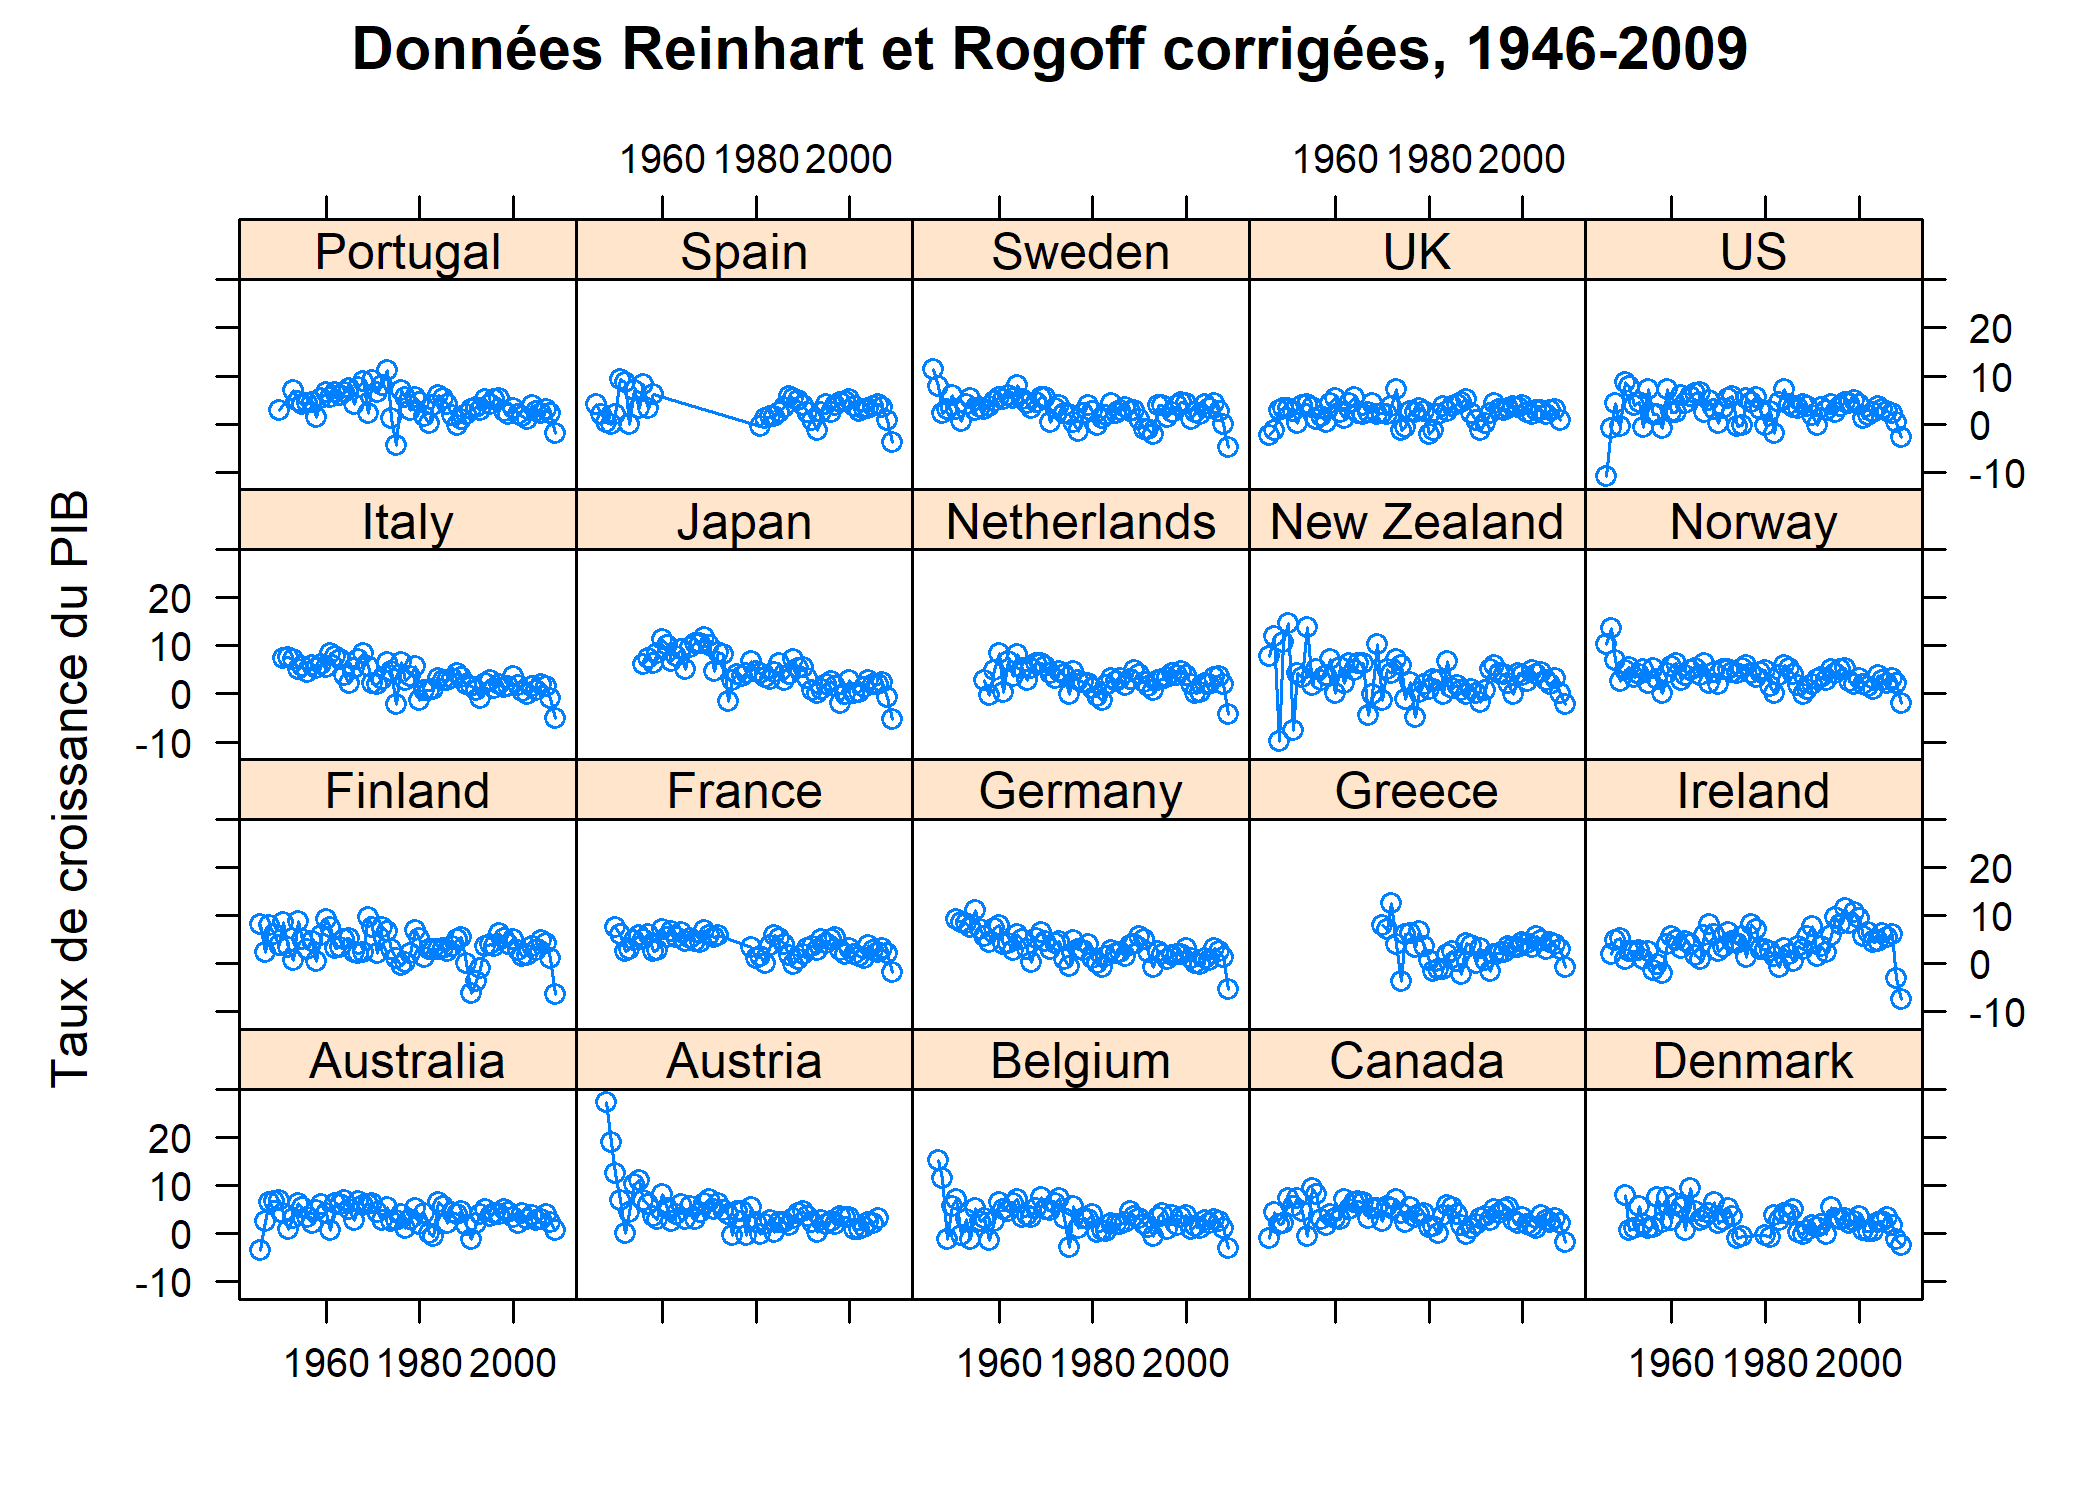 Données Reinhart et Rogoff corrigées, 1946-2009
1960 1980 2000 1960 1980 2000
Portugal Spain Sweden UK US
20
10
0
-10
Italy Japan Netherlands New Zealand Norway
20
10
0
-10
Taux de croissance du PIB
Finland France Germany Greece Ireland
20
10
0
-10
Australia Austria Belgium Canada Denmark
20
10
0
-10
1960 1980 2000 1960 1980 2000 1960 1980 2000